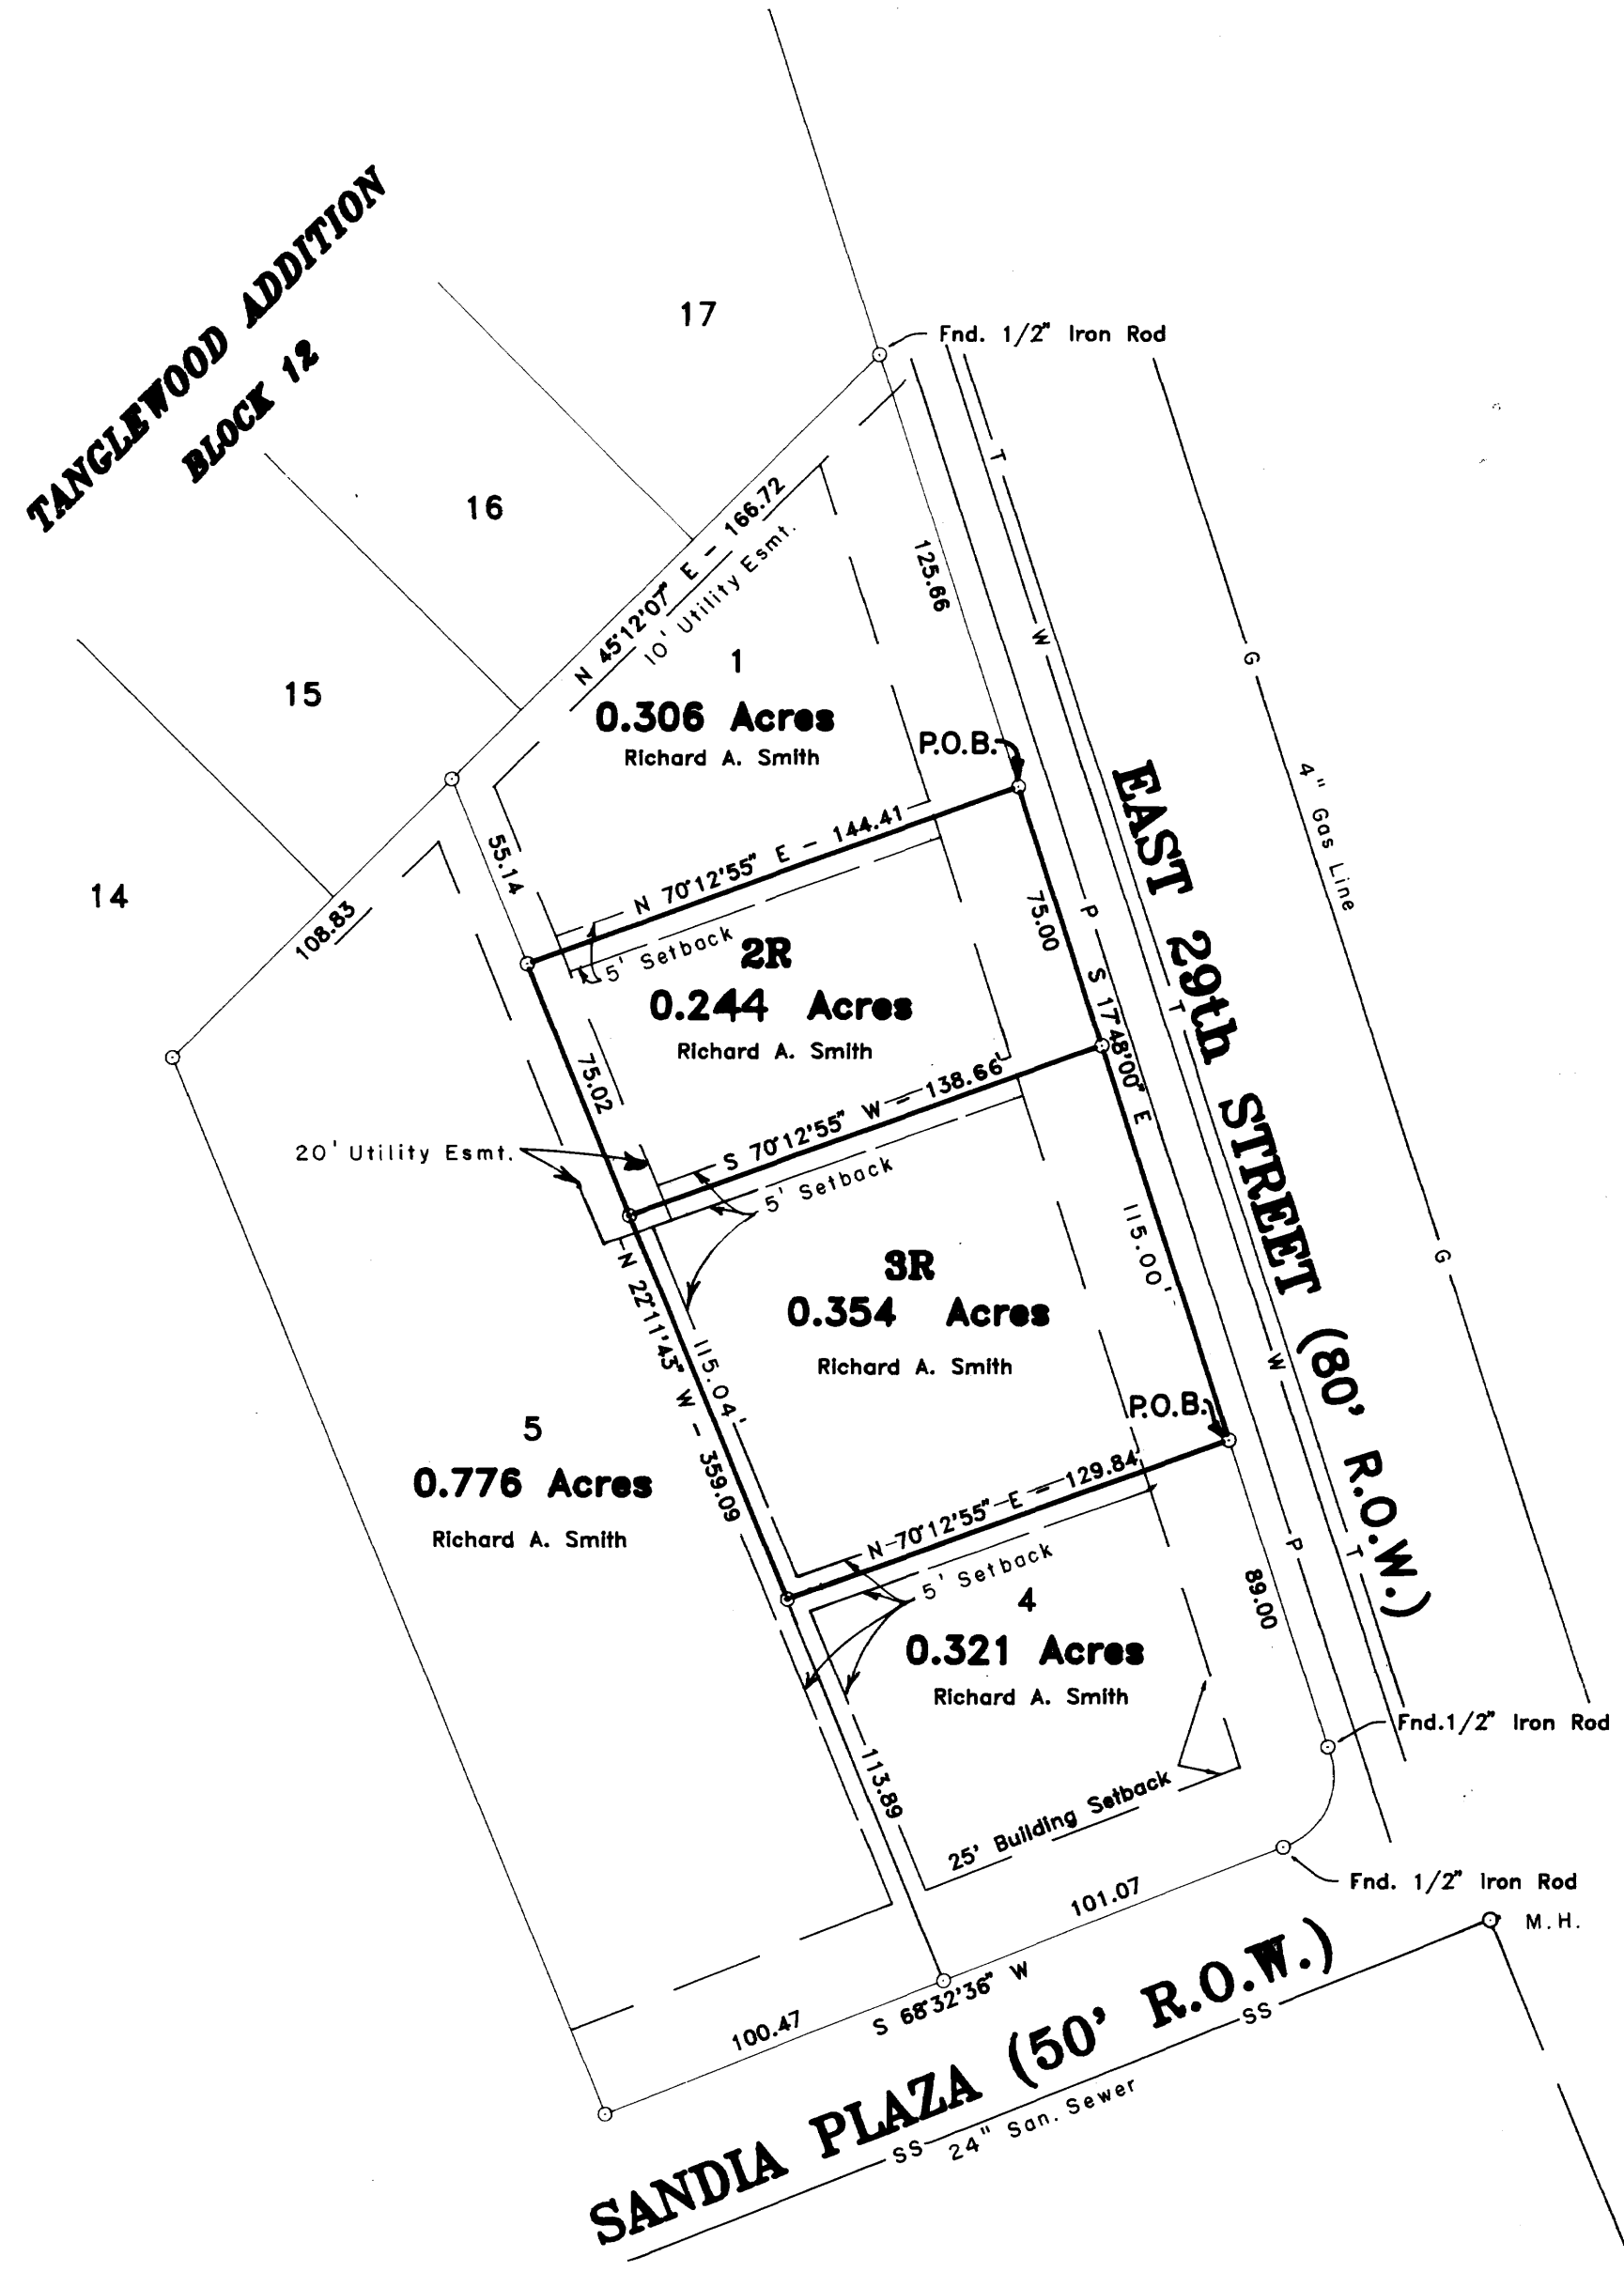 TANGLEWOOD ADDITION
BLOCK 12
17
16
15
14
Fnd. 1/2" Iron Rod
N 45°12'07" E - 166.72
10' Utility Esmt.
125.66
T
W
G
1
0.306 Acres
Richard A. Smith
P.O.B.
55.14
108.83
N 70°12'55" E - 144.41
5' Setback
2R
0.244 Acres
Richard A. Smith
75.00
75.02
P
S 17°48'00" E
T
4" Gas Line
EAST 29th STREET (80' R.O.W.)
20' Utility Esmt.
S 70°12'55" W - 138.66'
5' Setback
3R
0.354 Acres
Richard A. Smith
115.00'
115.04'
N 22°11'43" W - 359.09
G
W
P.O.B.
5
0.776 Acres
Richard A. Smith
N 70°12'55" E - 129.84'
5' Setback
4
0.321 Acres
Richard A. Smith
89.00
P
T
Fnd. 1/2" Iron Rod
113.89
25' Building Setback
Fnd. 1/2" Iron Rod
M.H.
101.07
S 68°32'36" W
100.47
SANDIA PLAZA (50' R.O.W.)
SS
SS
24" San. Sewer